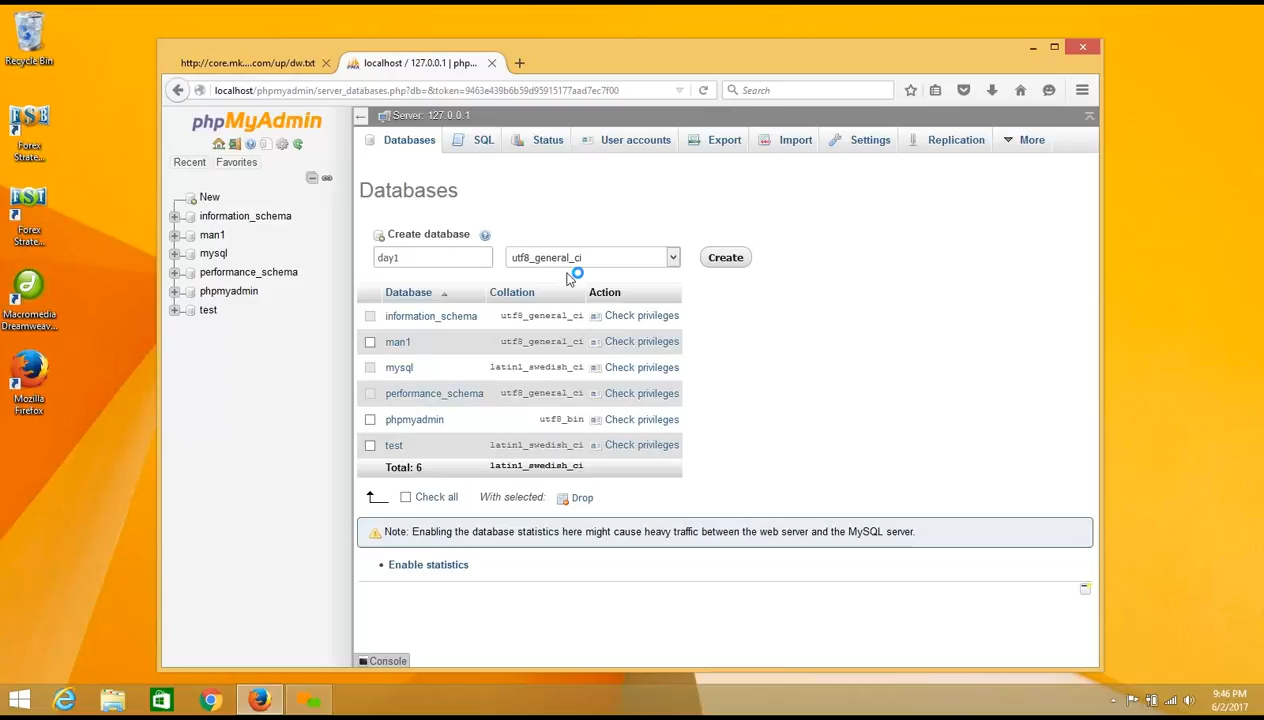 Recycle Bin
Forex
Strate...
Forex
Strate...
Macromedia
Dreamweav...
Mozilla
Firefox
http://core.mk....com/up/dw.txt
localhost / 127.0.0.1 | php...
localhost/phpmyadmin/server_databases.php?db=&token=9463e439b6b59d95915177aad7ec7f00
Search
phpMyAdmin
Recent Favorites
New
information_schema
man1
mysql
performance_schema
phpmyadmin
test
Server: 127.0.0.1
Databases SQL Status User accounts Export Import Settings Replication More
Databases
Create database
day1 utf8_general_ci Create
Database Collation Action
information_schema utf8_general_ci Check privileges
man1 utf8_general_ci Check privileges
mysql latin1_swedish_ci Check privileges
performance_schema utf8_general_ci Check privileges
phpmyadmin utf8_bin Check privileges
test latin1_swedish_ci Check privileges
Total: 6 latin1_swedish_ci
Check all With selected: Drop
Note: Enabling the database statistics here might cause heavy traffic between the web server and the MySQL server.
• Enable statistics
Console
9:46 PM
6/2/2017